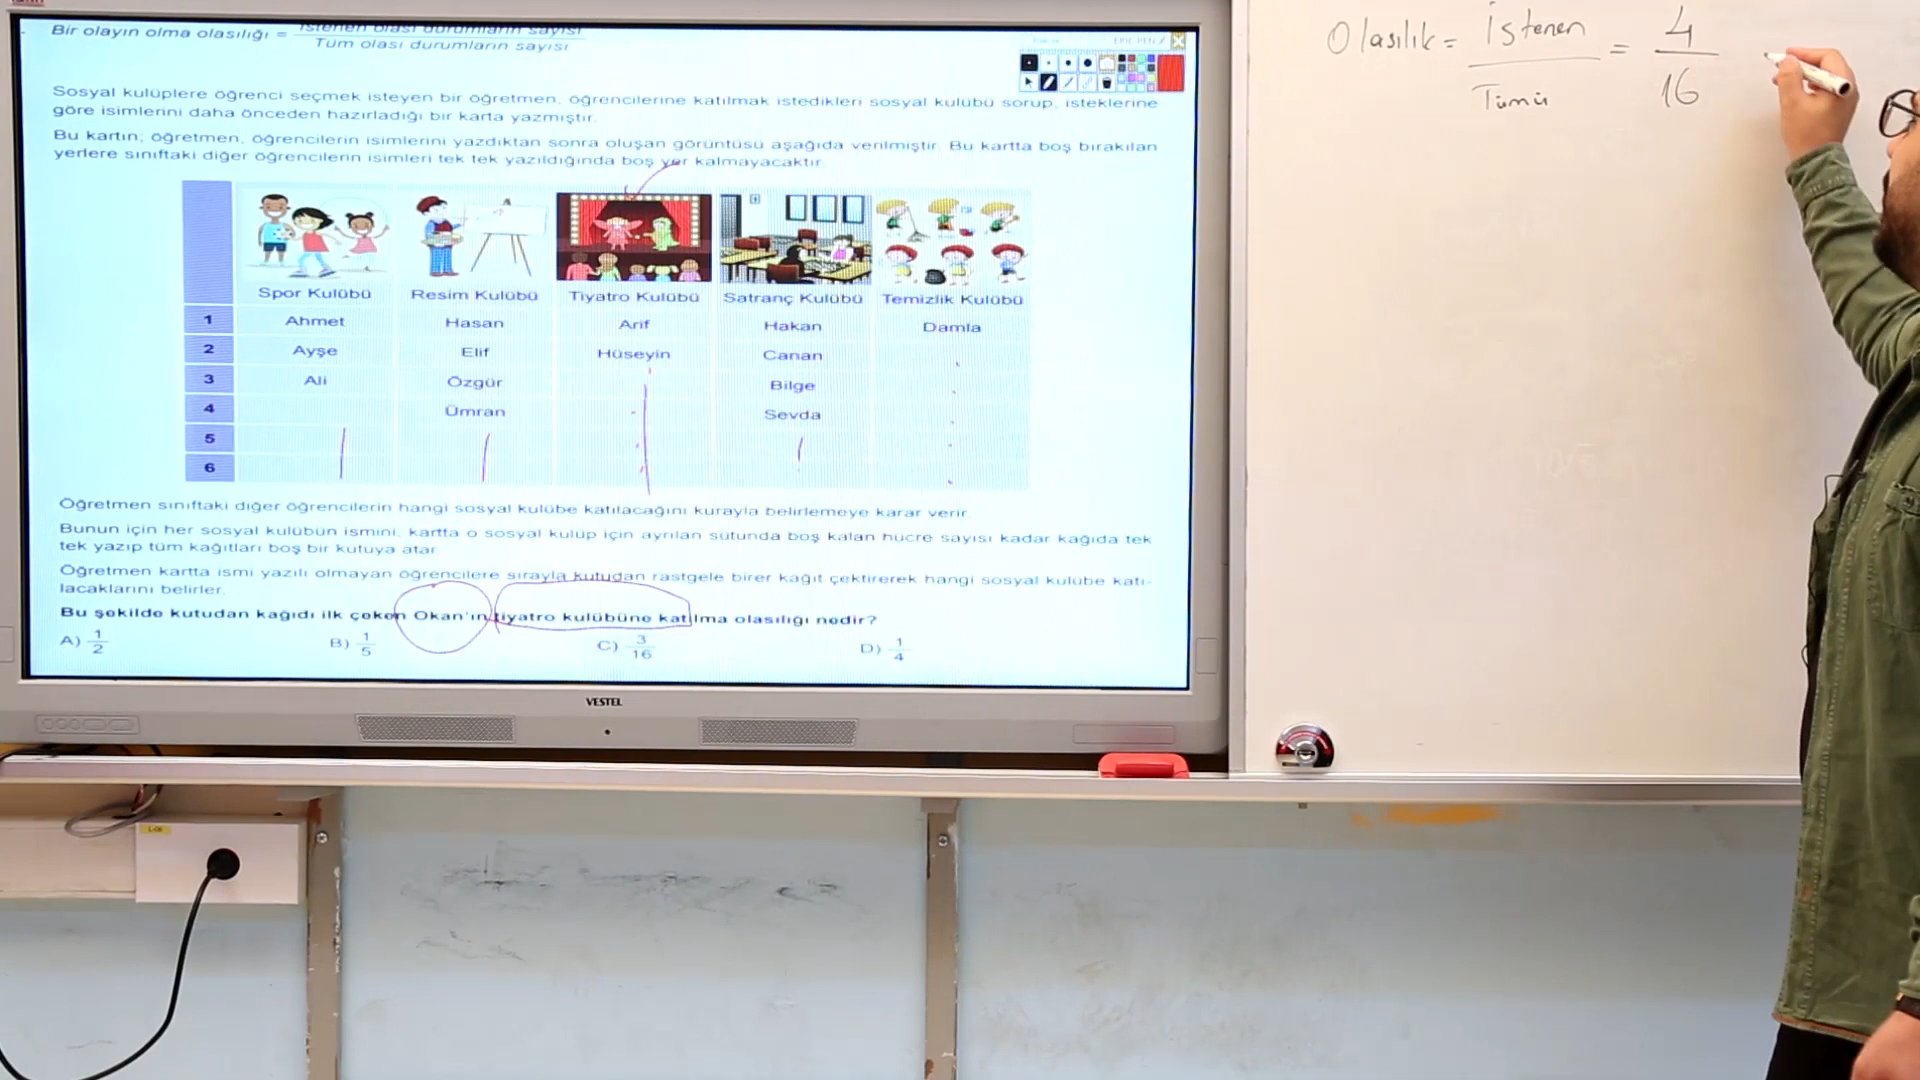 Bir olayın olma olasılığı = İstenen olası durumların sayısı
Tüm olası durumların sayısı
Sosyal kulüplere öğrenci seçmek isteyen bir öğretmen, öğrencilerine katılmak istedikleri sosyal kulübü sorup, isteklerine
göre isimlerini daha önceden hazırladığı bir karta yazmıştır.
Bu kartın; öğretmen, öğrencilerin isimlerini yazdıktan sonra oluşan görüntüsü aşağıda verilmiştir. Bu kartta boş bırakılan
yerlere sınıftaki diğer öğrencilerin isimleri tek tek yazıldığında boş yer kalmayacaktır.
Spor Kulübü Resim Kulübü Tiyatro Kulübü Satranç Kulübü Temizlik Kulübü
1 Ahmet Hasan Arif Hakan Damla
2 Ayşe Elif Hüseyin Canan
3 Ali Özgür Bilge
4 Ümran Sevda
5
6
Öğretmen sınıftaki diğer öğrencilerin hangi sosyal kulübe katılacağını kurayla belirlemeye karar verir.
Bunun için her sosyal kulübün ismini, kartta o sosyal kulüp için ayrılan sütunda boş kalan hücre sayısı kadar kağıda tek
tek yazıp tüm kağıtları boş bir kutuya atar.
Öğretmen kartta ismi yazılı olmayan öğrencilere sırayla kutudan rastgele birer kağıt çektirerek hangi sosyal kulübe katı-
lacaklarını belirler.
Bu şekilde kutudan kağıdı ilk çeken Okan'ın tiyatro kulübüne katılma olasılığı nedir?
A) 1/2 B) 1/5 C) 3/16 D) 1/4
VESTEL
Olasılık = İstenen / Tümü = 4/16
L-06